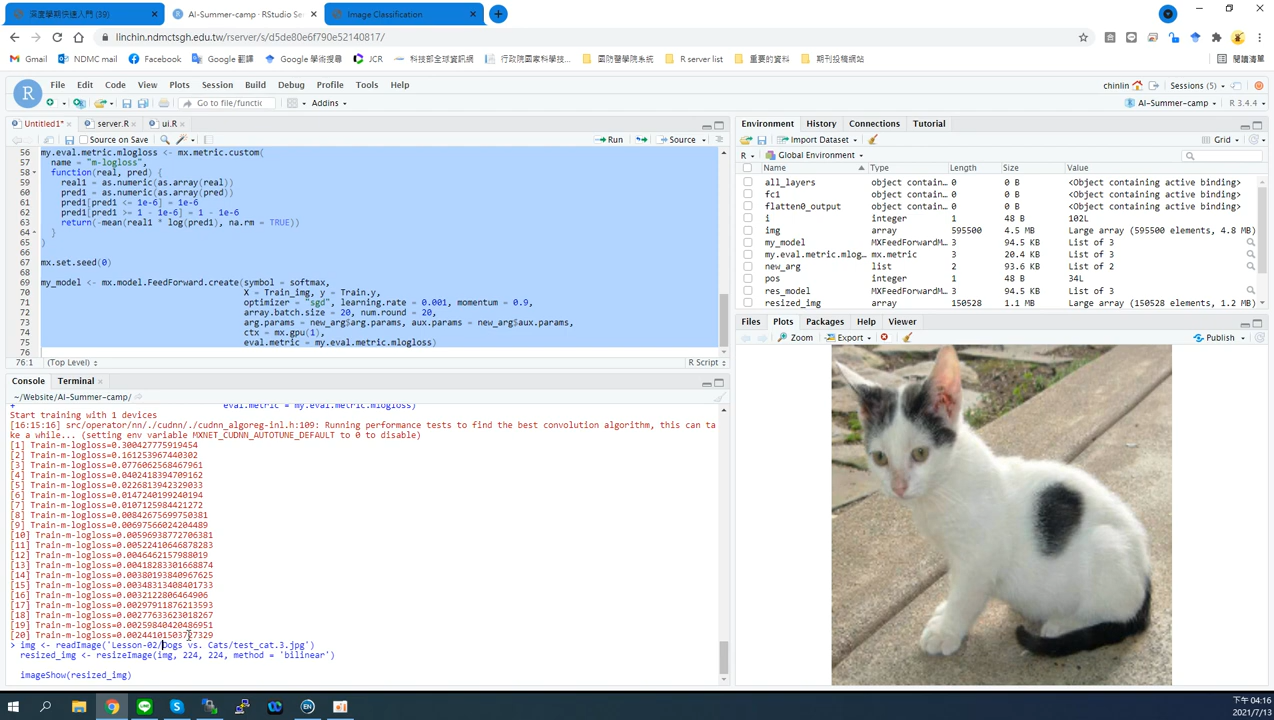 深度學期快速入門 (39)
AI-Summer-camp - RStudio Se
Image Classification
linchin.ndmctsgh.edu.tw/rserver/s/d5de80e6f790e52140817/
Gmail
NDMC mail
Facebook
Google 翻譯
Google 學術搜尋
JCR
科技部全球資訊網
行政院國家科學技...
國防醫學院系統
R server list
重要的資料
期刊投稿網站
閱讀清單
File Edit Code View Plots Session Build Debug Profile Tools Help
chinlin
Sessions (5)
Go to file/functic
Addins
AI-Summer-camp
R 3.4.4
Untitled1*
server.R
ui.R
Source on Save
Run
Source
56 my.eval.metric.mlogloss <- mx.metric.custom(
57 name = "m-logloss",
58 function(real, pred) {
59 real1 = as.numeric(as.array(real))
60 pred1 = as.numeric(as.array(pred))
61 pred1[pred1 <= 1e-6] = 1e-6
62 pred1[pred1 >= 1 - 1e-6] = 1 - 1e-6
63 return(-mean(real1 * log(pred1), na.rm = TRUE))
64 }
65 )
66
67 mx.set.seed(0)
68
69 my_model <- mx.model.FeedForward.create(symbol = softmax,
70 X = Train_img, y = Train.y,
71 optimizer = "sgd", learning.rate = 0.001, momentum = 0.9,
72 array.batch.size = 20, num.round = 20,
73 arg.params = new_arg$arg.params, aux.params = new_arg$aux.params,
74 ctx = mx.gpu(1),
75 eval.metric = my.eval.metric.mlogloss)
76
76:1 (Top Level)
R Script
Console Terminal
~/Website/AI-Summer-camp/
+ eval.metric = my.eval.metric.mlogloss)
Start training with 1 devices
[16:15:16] src/operator/nn/./cudnn/./cudnn_algoreg-inl.h:109: Running performance tests to find the best convolution algorithm, this can ta
ke a while... (setting env variable MXNET_CUDNN_AUTOTUNE_DEFAULT to 0 to disable)
[1] Train-m-logloss=0.300427775919454
[2] Train-m-logloss=0.161253967440302
[3] Train-m-logloss=0.0776062568467961
[4] Train-m-logloss=0.0402418394709162
[5] Train-m-logloss=0.0226813942329033
[6] Train-m-logloss=0.0147240199240194
[7] Train-m-logloss=0.010712598442​1272
[8] Train-m-logloss=0.00842675699750381
[9] Train-m-logloss=0.00697566024204489
[10] Train-m-logloss=0.00596938772706381
[11] Train-m-logloss=0.00522410646878283
[12] Train-m-logloss=0.0046462157988019
[13] Train-m-logloss=0.00418283301668874
[14] Train-m-logloss=0.00380193840967625
[15] Train-m-logloss=0.00348313408401733
[16] Train-m-logloss=0.0032122806464906
[17] Train-m-logloss=0.00297911876213593
[18] Train-m-logloss=0.00277633623018267
[19] Train-m-logloss=0.00259840420486951
[20] Train-m-logloss=0.00244101503727329
> img <- readImage('Lesson-02/Dogs vs. Cats/test_cat.3.jpg')
resized_img <- resizeImage(img, 224, 224, method = 'bilinear')
imageShow(resized_img)
Environment History Connections Tutorial
Import Dataset
Grid
R
Global Environment
Name Type Length Size Value
all_layers object contain... 0 0 B <Object containing active binding>
fc1 object contain... 0 0 B <Object containing active binding>
flatten0_output object contain... 0 0 B <Object containing active binding>
i integer 1 48 B 102L
img array 595500 4.5 MB Large array (595500 elements, 4.8 MB)
my_model MXFeedForwardM... 3 94.5 KB List of 3
my.eval.metric.mlog... mx.metric 3 20.4 KB List of 3
new_arg list 2 93.6 KB List of 2
pos integer 1 48 B 34L
res_model MXFeedForwardM... 3 94.5 KB List of 3
resized_img array 150528 1.1 MB Large array (150528 elements, 1.2 MB)
Files Plots Packages Help Viewer
Zoom
Export
Publish
EN
下午 04:16
2021/7/13